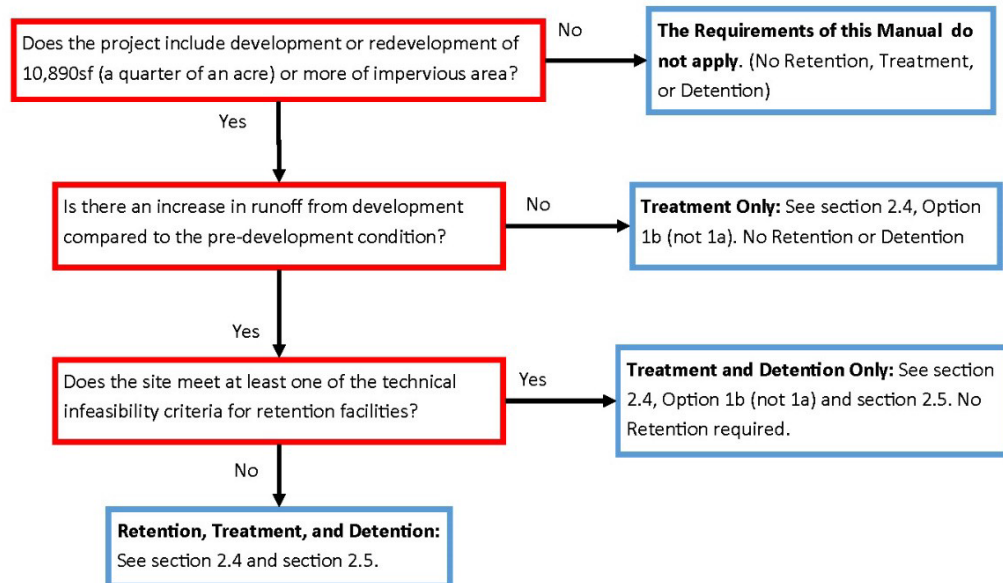 Does the project include development or redevelopment of
10,890sf (a quarter of an acre) or more of impervious area?
No
The Requirements of this Manual do
not apply. (No Retention, Treatment,
or Detention)
Yes
Is there an increase in runoff from development
compared to the pre-development condition?
No
Treatment Only: See section 2.4, Option
1b (not 1a). No Retention or Detention
Yes
Does the site meet at least one of the technical
infeasibility criteria for retention facilities?
Yes
Treatment and Detention Only: See section
2.4, Option 1b (not 1a) and section 2.5. No
Retention required.
No
Retention, Treatment, and Detention:
See section 2.4 and section 2.5.